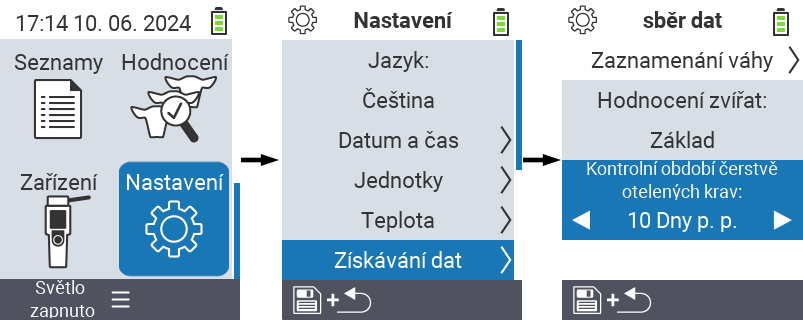 17:14 10. 06. 2024
Seznamy
Hodnocení
Zařízení
Nastavení
Světlo
zapnuto
Nastavení
Jazyk:
Čeština
Datum a čas
Jednotky
Teplota
Získávání dat
+
sběr dat
Zaznamenání váhy
Hodnocení zvířat:
Základ
Kontrolní období čerstvě
otelených krav:
10 Dny p. p.
+